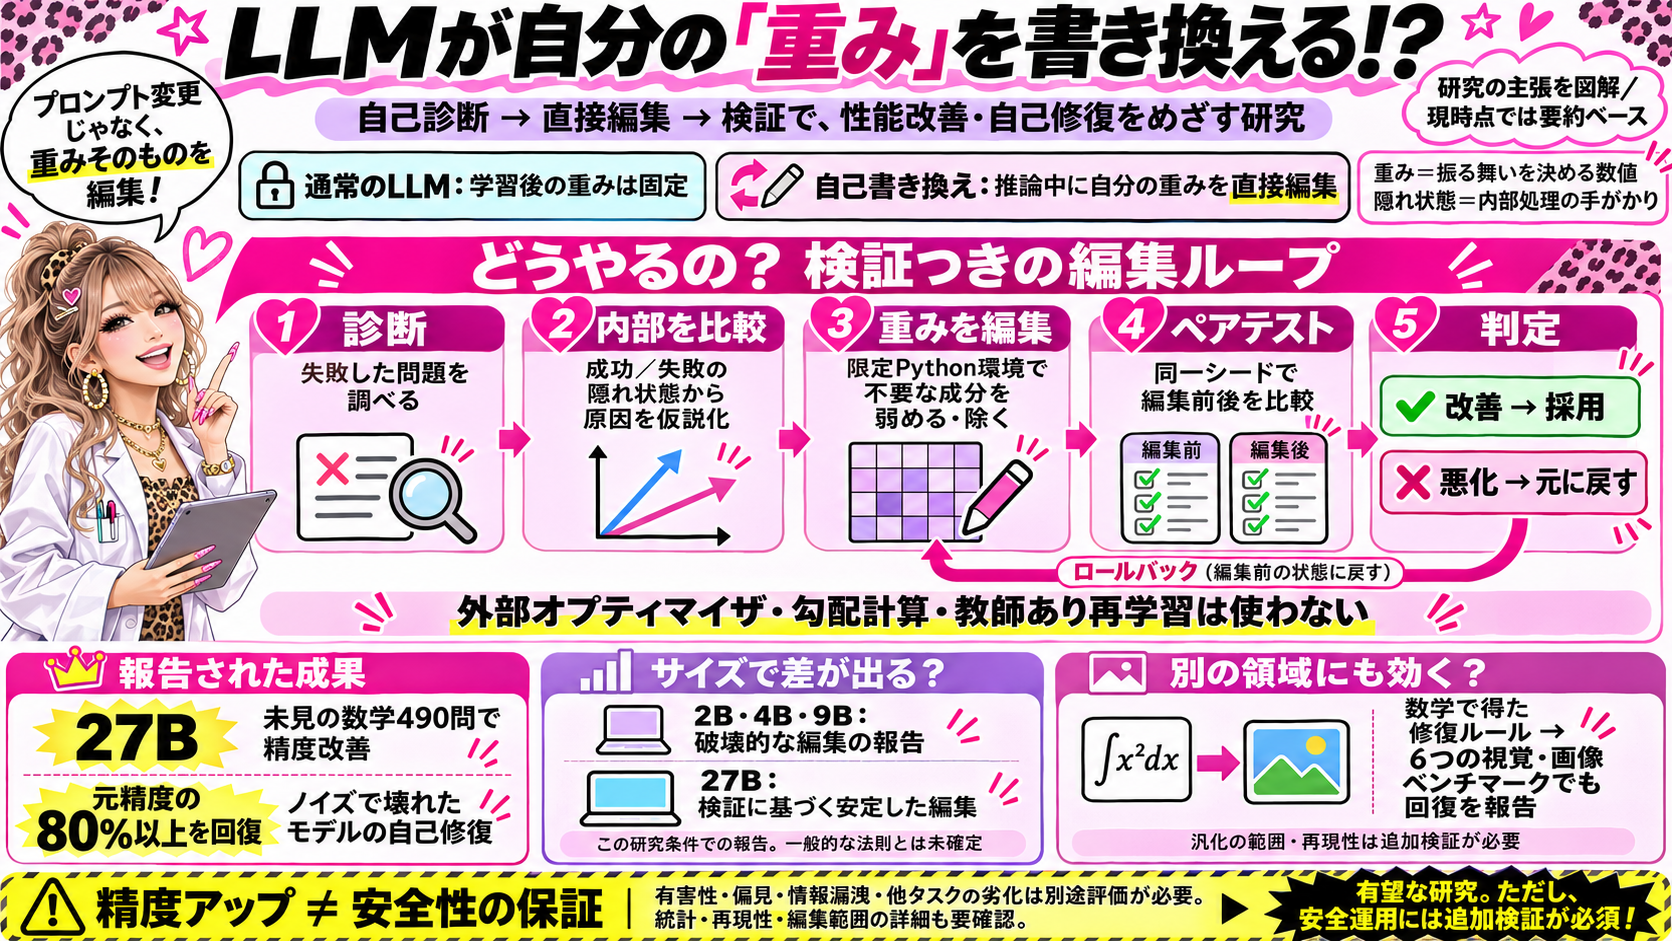 LLMが自分の「重み」を書き換える!?
プロンプト変更
じゃなく、
重みそのものを
編集！
自己診断 → 直接編集 → 検証で、性能改善・自己修復をめざす研究
研究の主張を図解／
現時点では要約ベース
通常のLLM：学習後の重みは固定
自己書き換え：推論中に自分の重みを直接編集
重み＝振る舞いを決める数値
隠れ状態＝内部処理の手がかり
どうやるの？ 検証つきの編集ループ
1 診断
失敗した問題を
調べる
2 内部を比較
成功／失敗の
隠れ状態から
原因を仮説化
3 重みを編集
限定Python環境で
不要な成分を
弱める・除く
4 ペアテスト
同一シードで
編集前後を比較
編集前
編集後
5 判定
改善 → 採用
悪化 → 元に戻す
ロールバック（編集前の状態に戻す）
外部オプティマイザ・勾配計算・教師あり再学習は使わない
報告された成果
27B
未見の数学490問で
精度改善
元精度の
80%以上を回復
ノイズで壊れた
モデルの自己修復
サイズで差が出る？
2B・4B・9B：
破壊的な編集の報告
27B：
検証に基づく安定した編集
この研究条件での報告。一般的な法則とは未確定
別の領域にも効く？
∫x²dx
数学で得た
修復ルール →
6つの視覚・画像
ベンチマークでも
回復を報告
汎化の範囲・再現性は追加検証が必要
精度アップ ≠ 安全性の保証
有害性・偏見・情報漏洩・他タスクの劣化は別途評価が必要。
統計・再現性・編集範囲の詳細も要確認。
有望な研究。ただし、
安全運用には追加検証が必須！